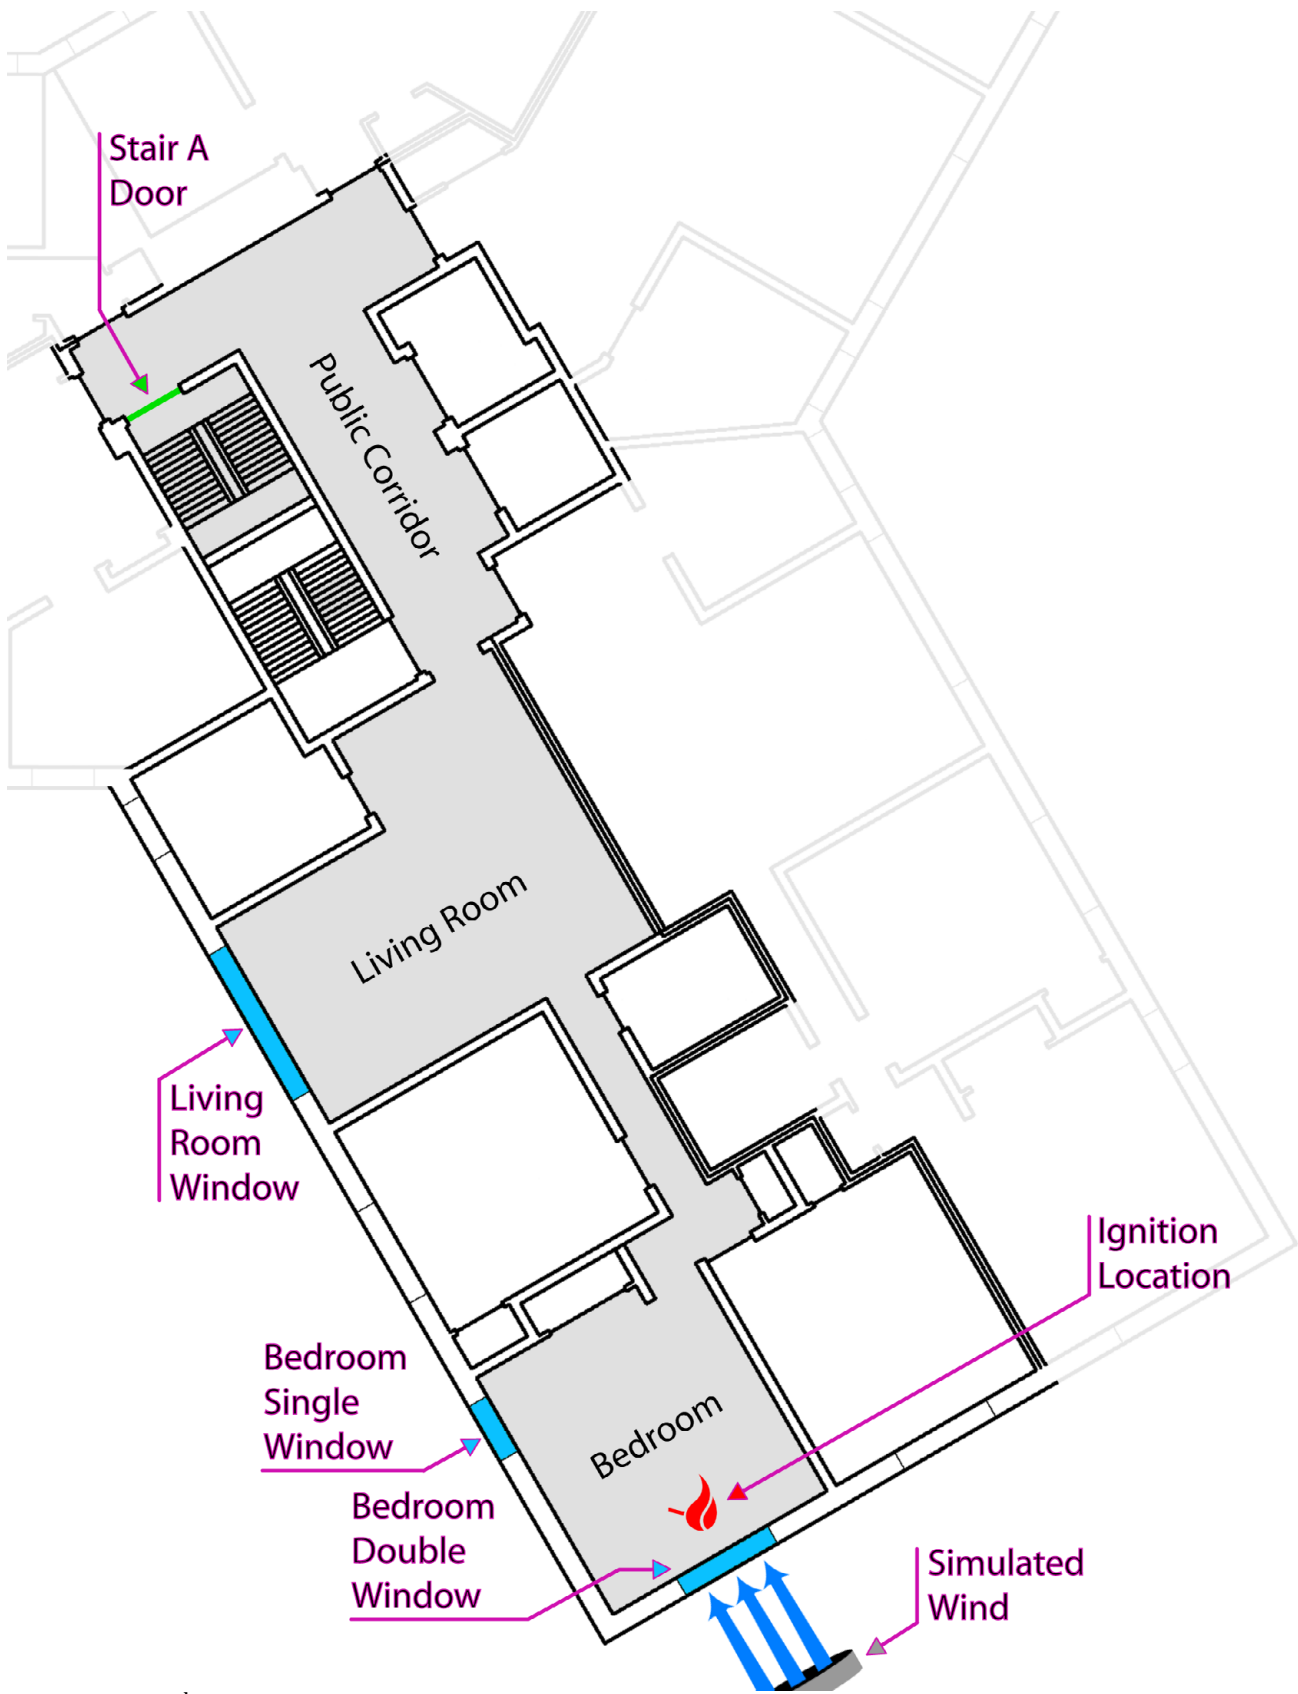 Stair A
Door
Public Corridor
Living Room
Living
Room
Window
Ignition
Location
Bedroom
Single
Window
Bedroom
Bedroom
Double
Window
Simulated
Wind